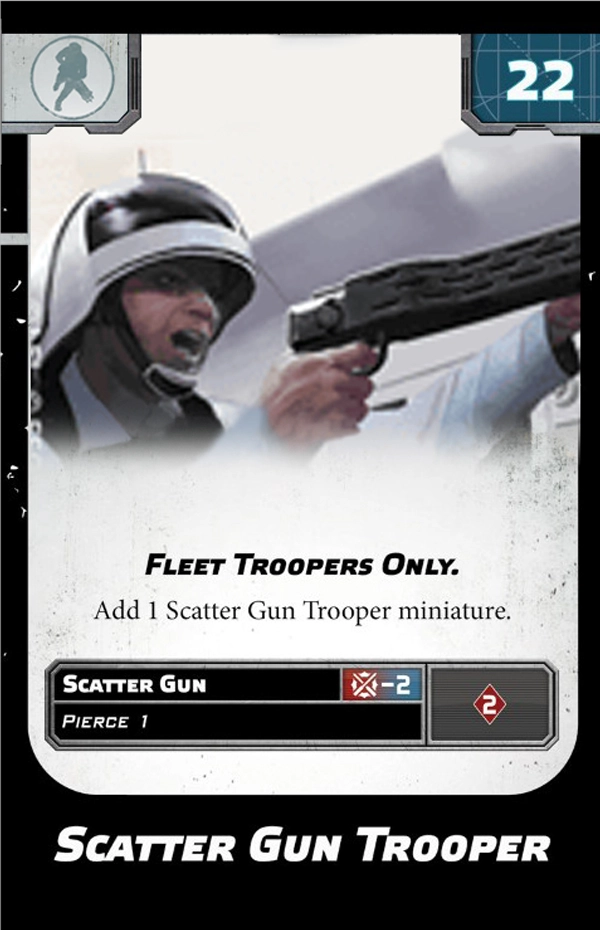 22
Fleet Troopers Only.
Add 1 Scatter Gun Trooper miniature.
Scatter Gun -2
2
Pierce 1
Scatter Gun Trooper